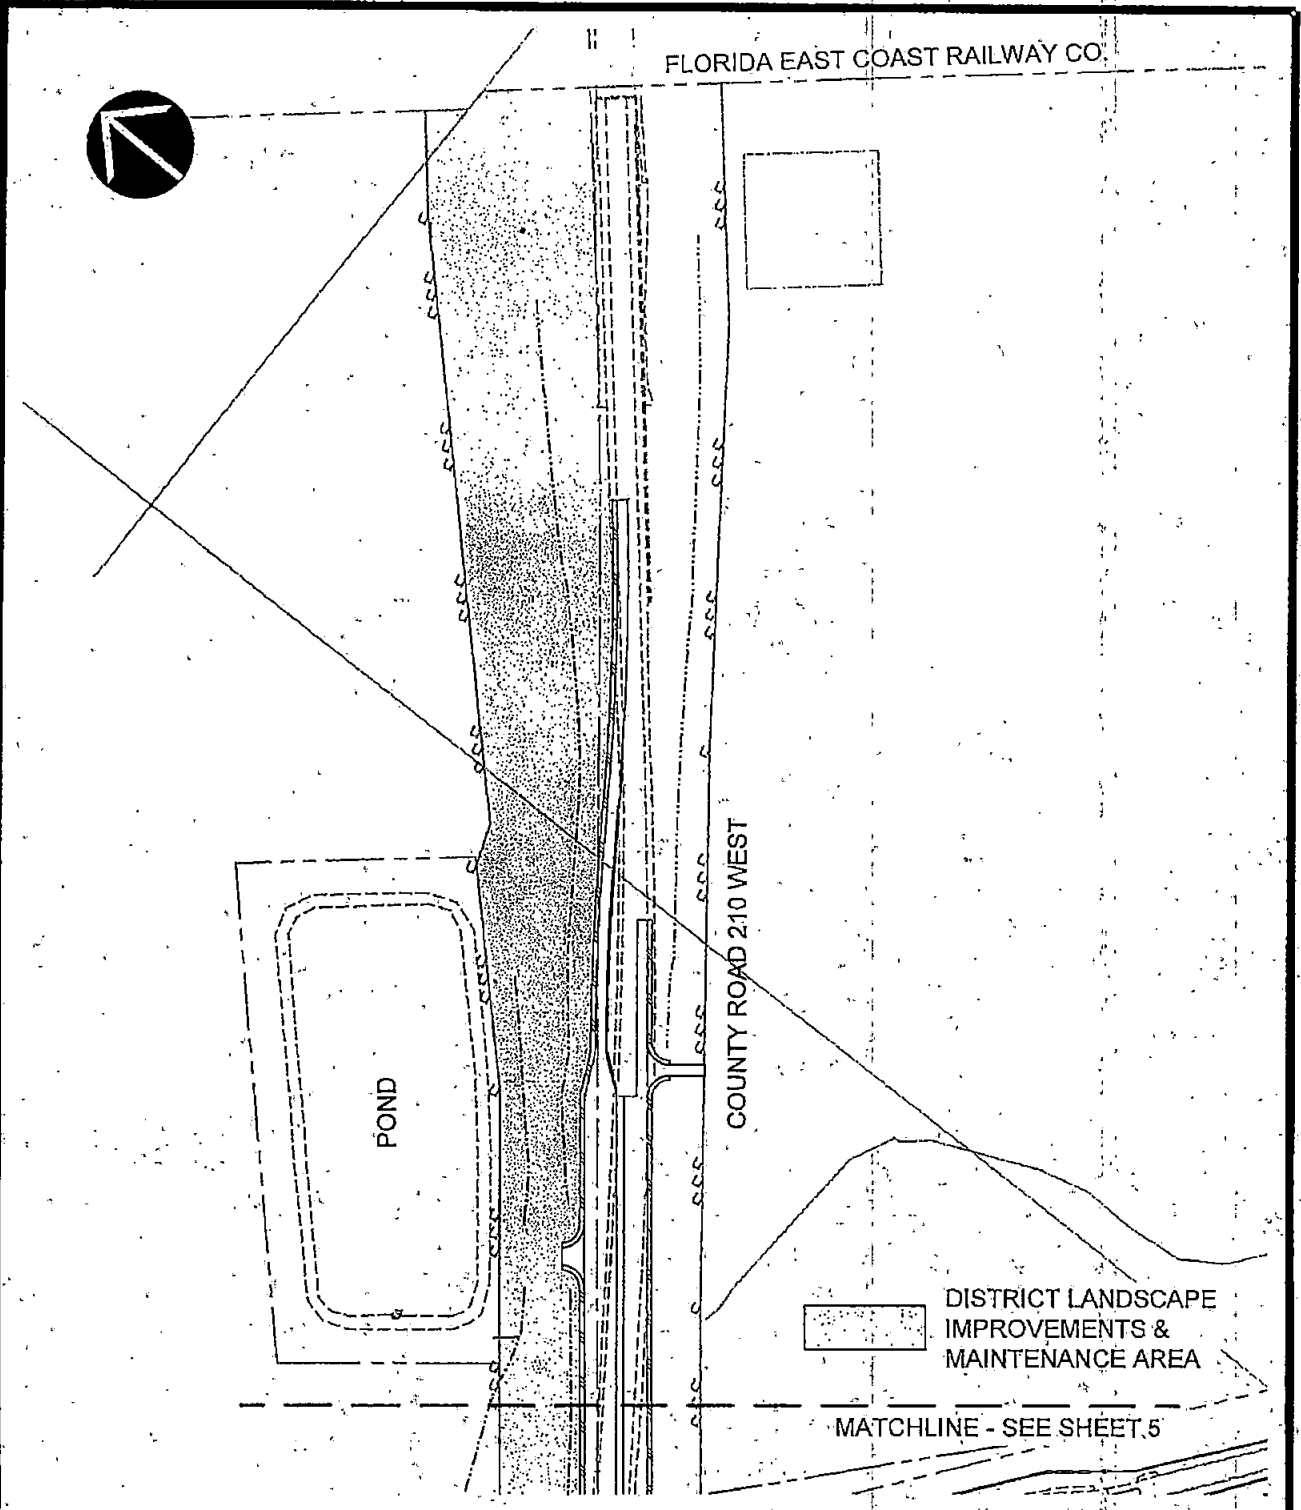 FLORIDA EAST COAST RAILWAY CO.
COUNTY ROAD 210 WEST
POND
DISTRICT LANDSCAPE
IMPROVEMENTS &
MAINTENANCE AREA
MATCHLINE - SEE SHEET 5